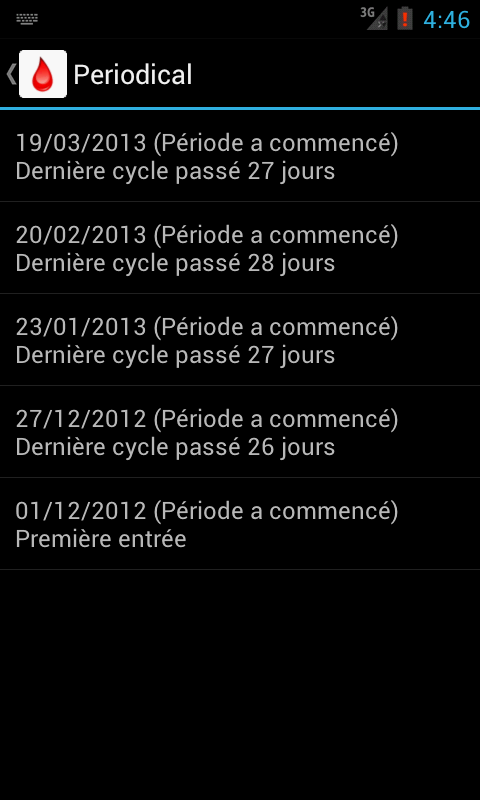 3G
4:46
Periodical
19/03/2013 (Période a commencé)
Dernière cycle passé 27 jours
20/02/2013 (Période a commencé)
Dernière cycle passé 28 jours
23/01/2013 (Période a commencé)
Dernière cycle passé 27 jours
27/12/2012 (Période a commencé)
Dernière cycle passé 26 jours
01/12/2012 (Période a commencé)
Première entrée